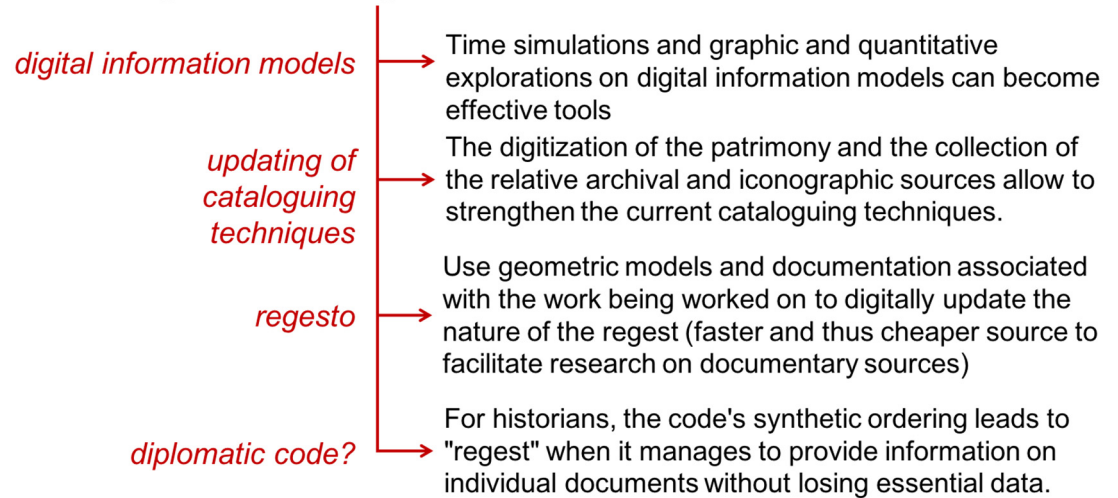 digital information models
Time simulations and graphic and quantitative
explorations on digital information models can become
effective tools
updating of
cataloguing
techniques
The digitization of the patrimony and the collection of
the relative archival and iconographic sources allow to
strengthen the current cataloguing techniques.
regesto
Use geometric models and documentation associated
with the work being worked on to digitally update the
nature of the regest (faster and thus cheaper source to
facilitate research on documentary sources)
diplomatic code?
For historians, the code's synthetic ordering leads to
"regest" when it manages to provide information on
individual documents without losing essential data.